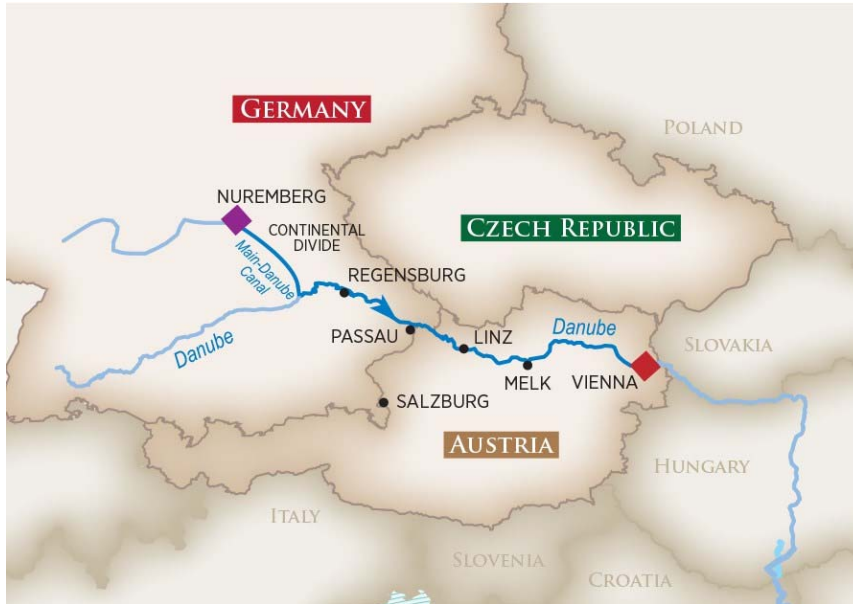 GERMANY
POLAND
NUREMBERG
CONTINENTAL
DIVIDE
CZECH REPUBLIC
Main-Danube
Canal
REGENSBURG
Danube
PASSAU
LINZ
Danube
SLOVAKIA
MELK
VIENNA
SALZBURG
AUSTRIA
HUNGARY
ITALY
SLOVENIA
CROATIA